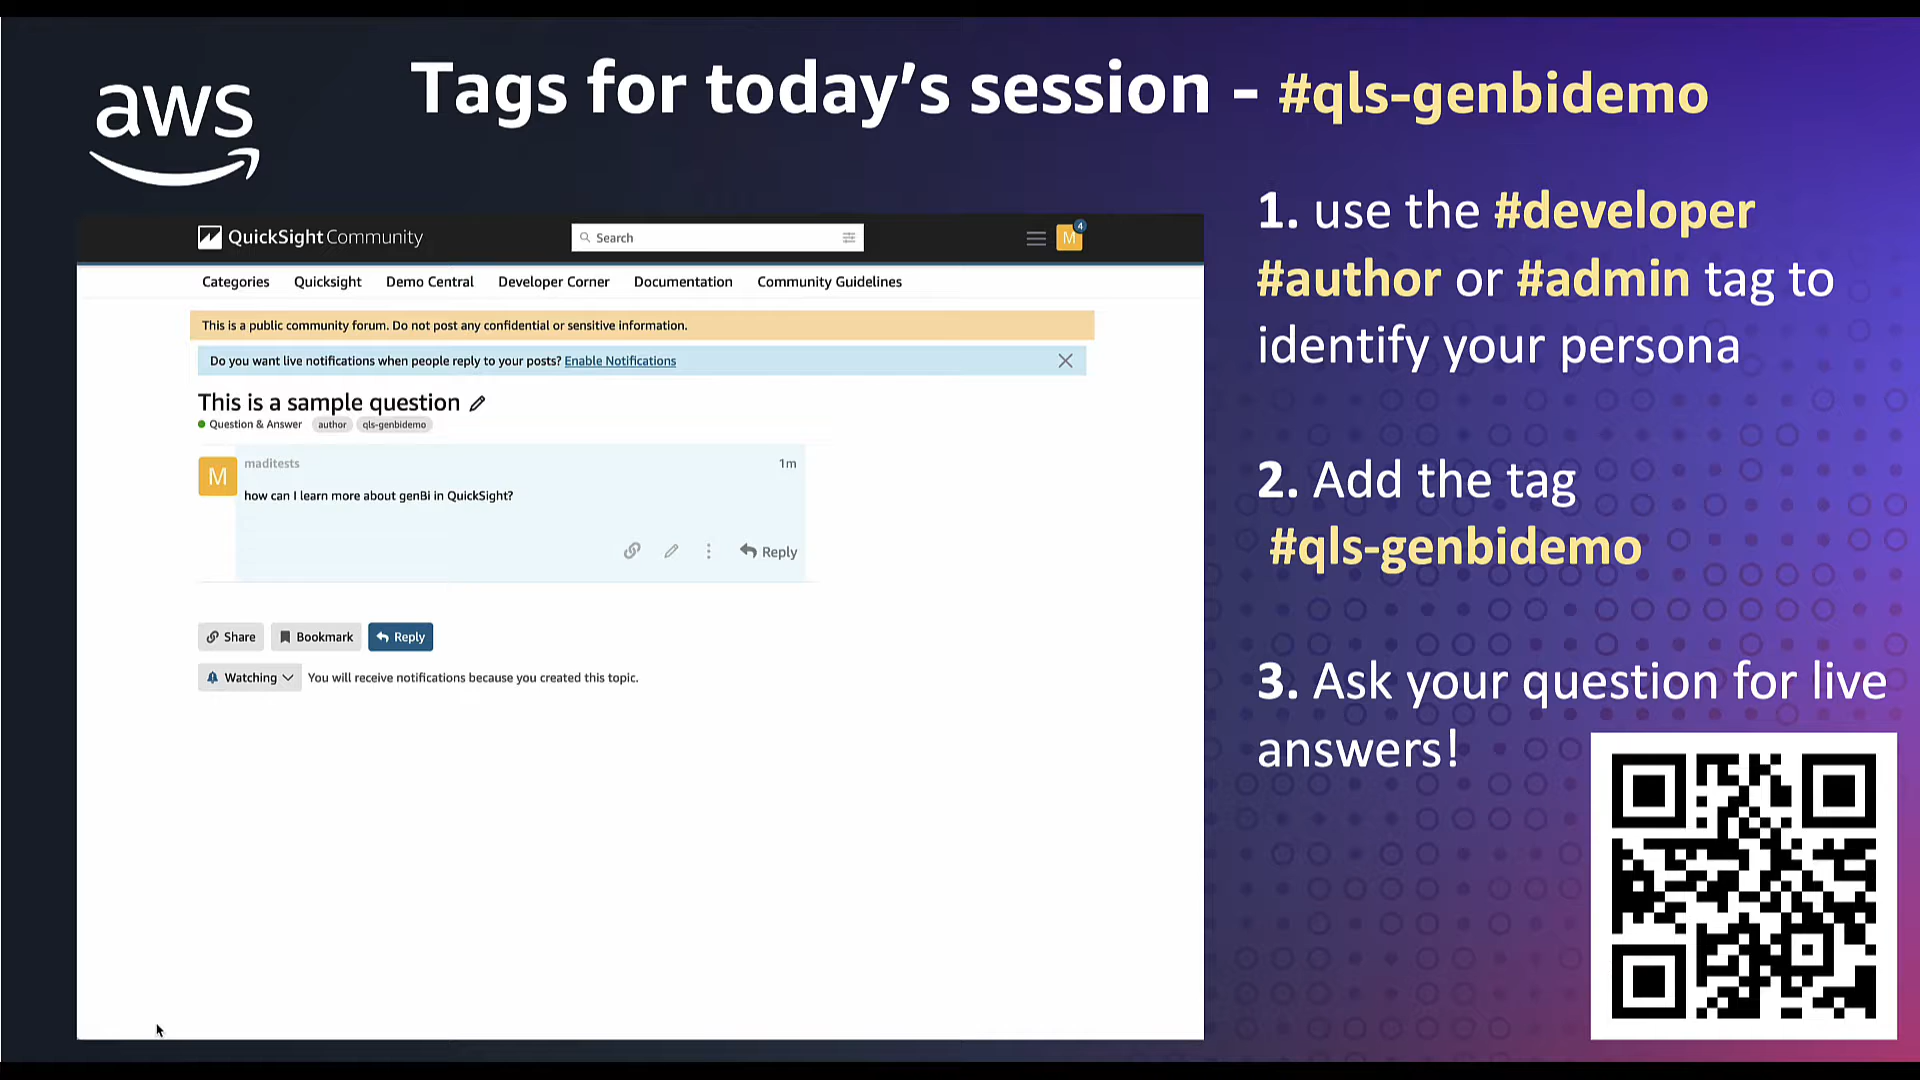 aws
Tags for today's session - #qls-genbidemo
QuickSight Community
Search
M
4
Categories Quicksight Demo Central Developer Corner Documentation Community Guidelines
This is a public community forum. Do not post any confidential or sensitive information.
Do you want live notifications when people reply to your posts? Enable Notifications
This is a sample question
Question & Answer author qls-genbidemo
M
maditests 1m
how can I learn more about genBi in QuickSight?
Reply
Share Bookmark Reply
Watching You will receive notifications because you created this topic.
1. use the #developer
#author or #admin tag to
identify your persona
2. Add the tag
#qls-genbidemo
3. Ask your question for live
answers!